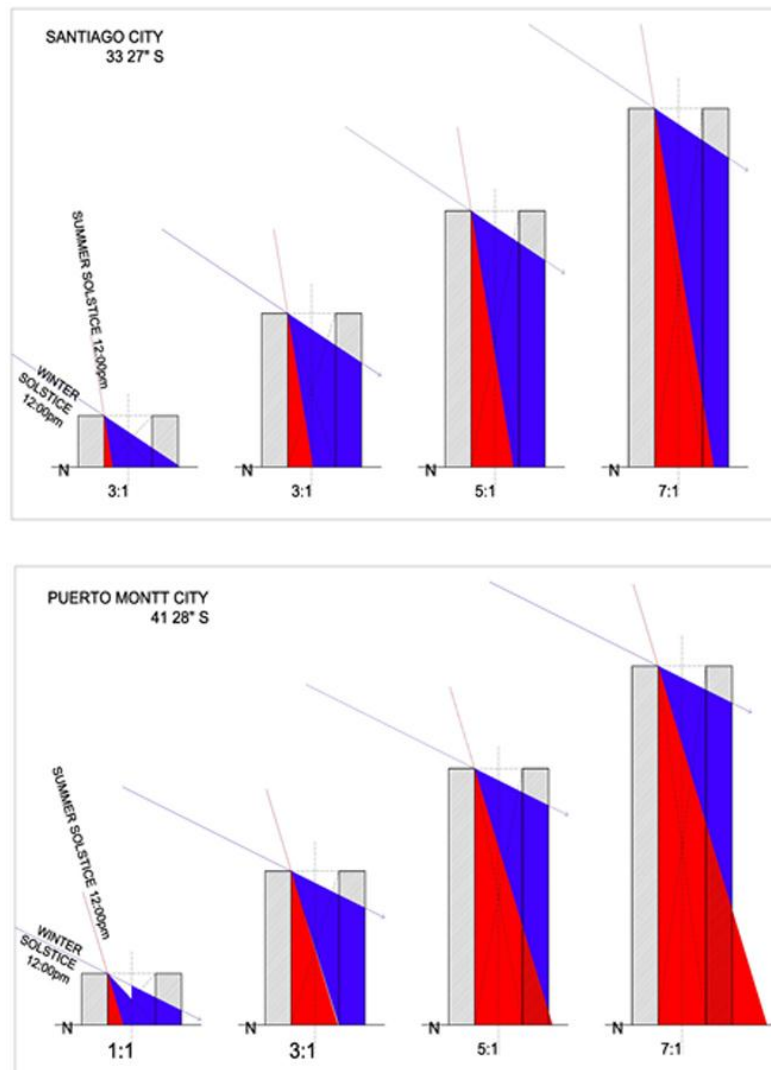 SANTIAGO CITY
33 27" S
SUMMER SOLSTICE 12:00pm
WINTER
SOLSTICE
12:00pm
N
N
N
N
3:1
3:1
5:1
7:1
PUERTO MONTT CITY
41 28" S
SUMMER SOLSTICE 12:00pm
WINTER
SOLSTICE
12:00pm
N
N
N
N
1:1
3:1
5:1
7:1